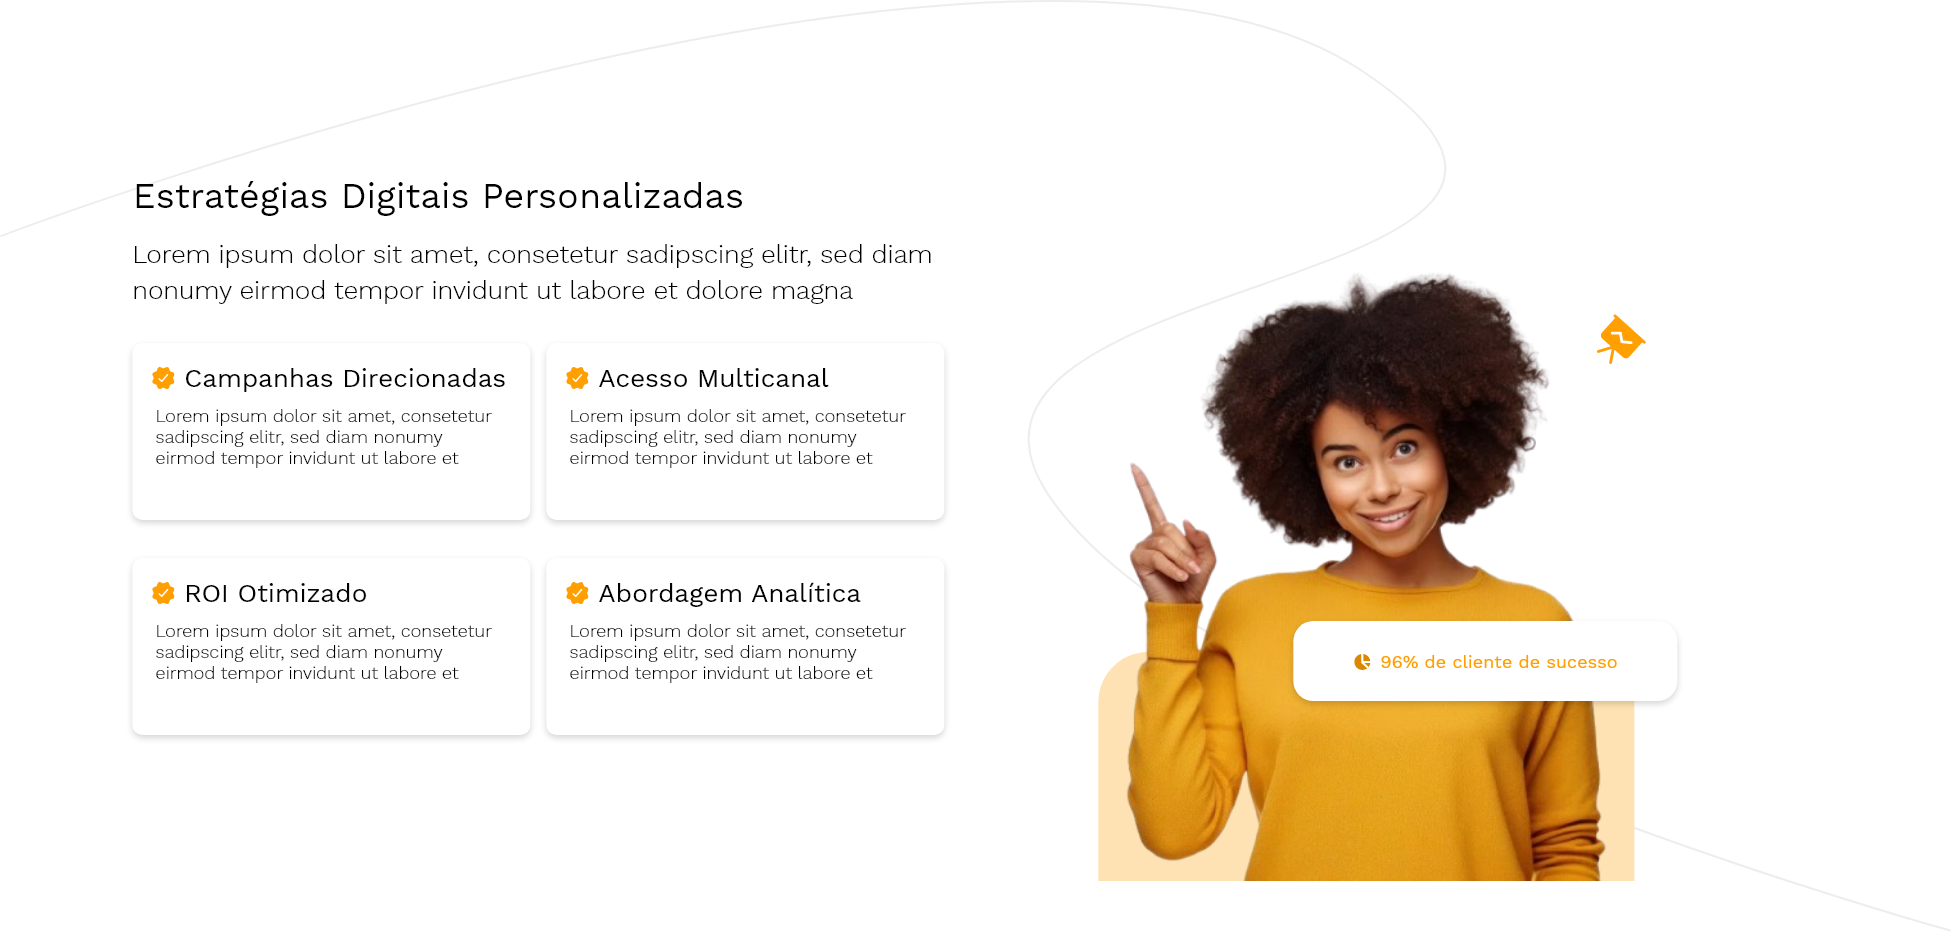 Estratégias Digitais Personalizadas
Lorem ipsum dolor sit amet, consetetur sadipscing elitr, sed diam
nonumy eirmod tempor invidunt ut labore et dolore magna
Campanhas Direcionadas
Lorem ipsum dolor sit amet, consetetur
sadipscing elitr, sed diam nonumy
eirmod tempor invidunt ut labore et
Acesso Multicanal
Lorem ipsum dolor sit amet, consetetur
sadipscing elitr, sed diam nonumy
eirmod tempor invidunt ut labore et
ROI Otimizado
Lorem ipsum dolor sit amet, consetetur
sadipscing elitr, sed diam nonumy
eirmod tempor invidunt ut labore et
Abordagem Analítica
Lorem ipsum dolor sit amet, consetetur
sadipscing elitr, sed diam nonumy
eirmod tempor invidunt ut labore et
96% de cliente de sucesso